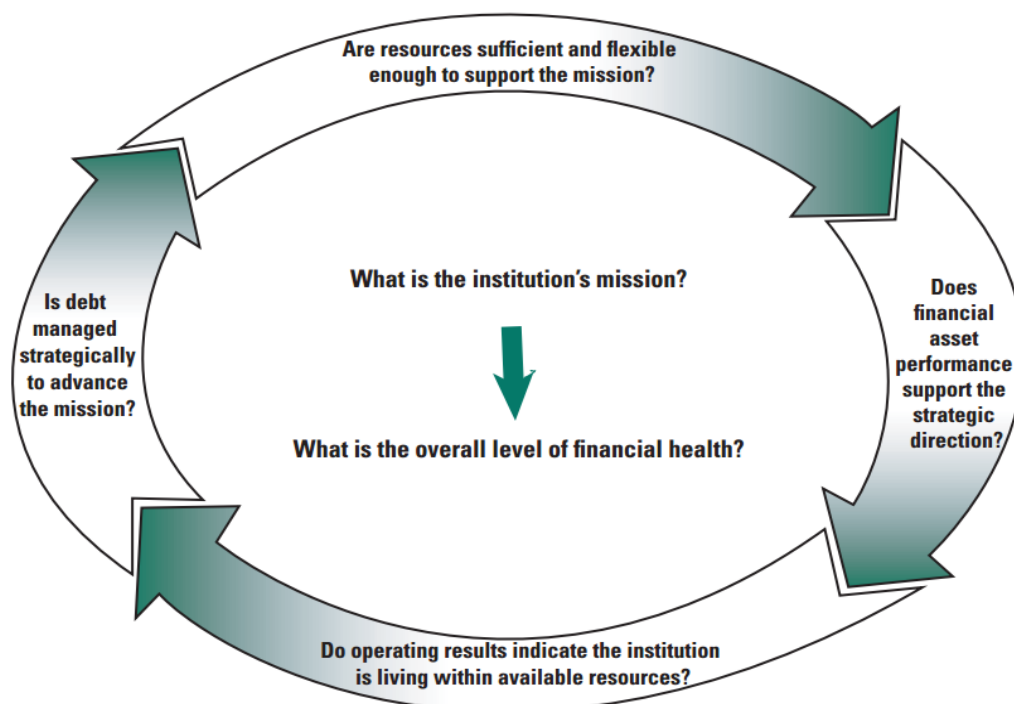 Are resources sufficient and flexible
enough to support the mission?
What is the institution's mission?
Is debt
managed
strategically
to advance
the mission?
Does
financial
asset
performance
support the
strategic
direction?
What is the overall level of financial health?
Do operating results indicate the institution
is living within available resources?